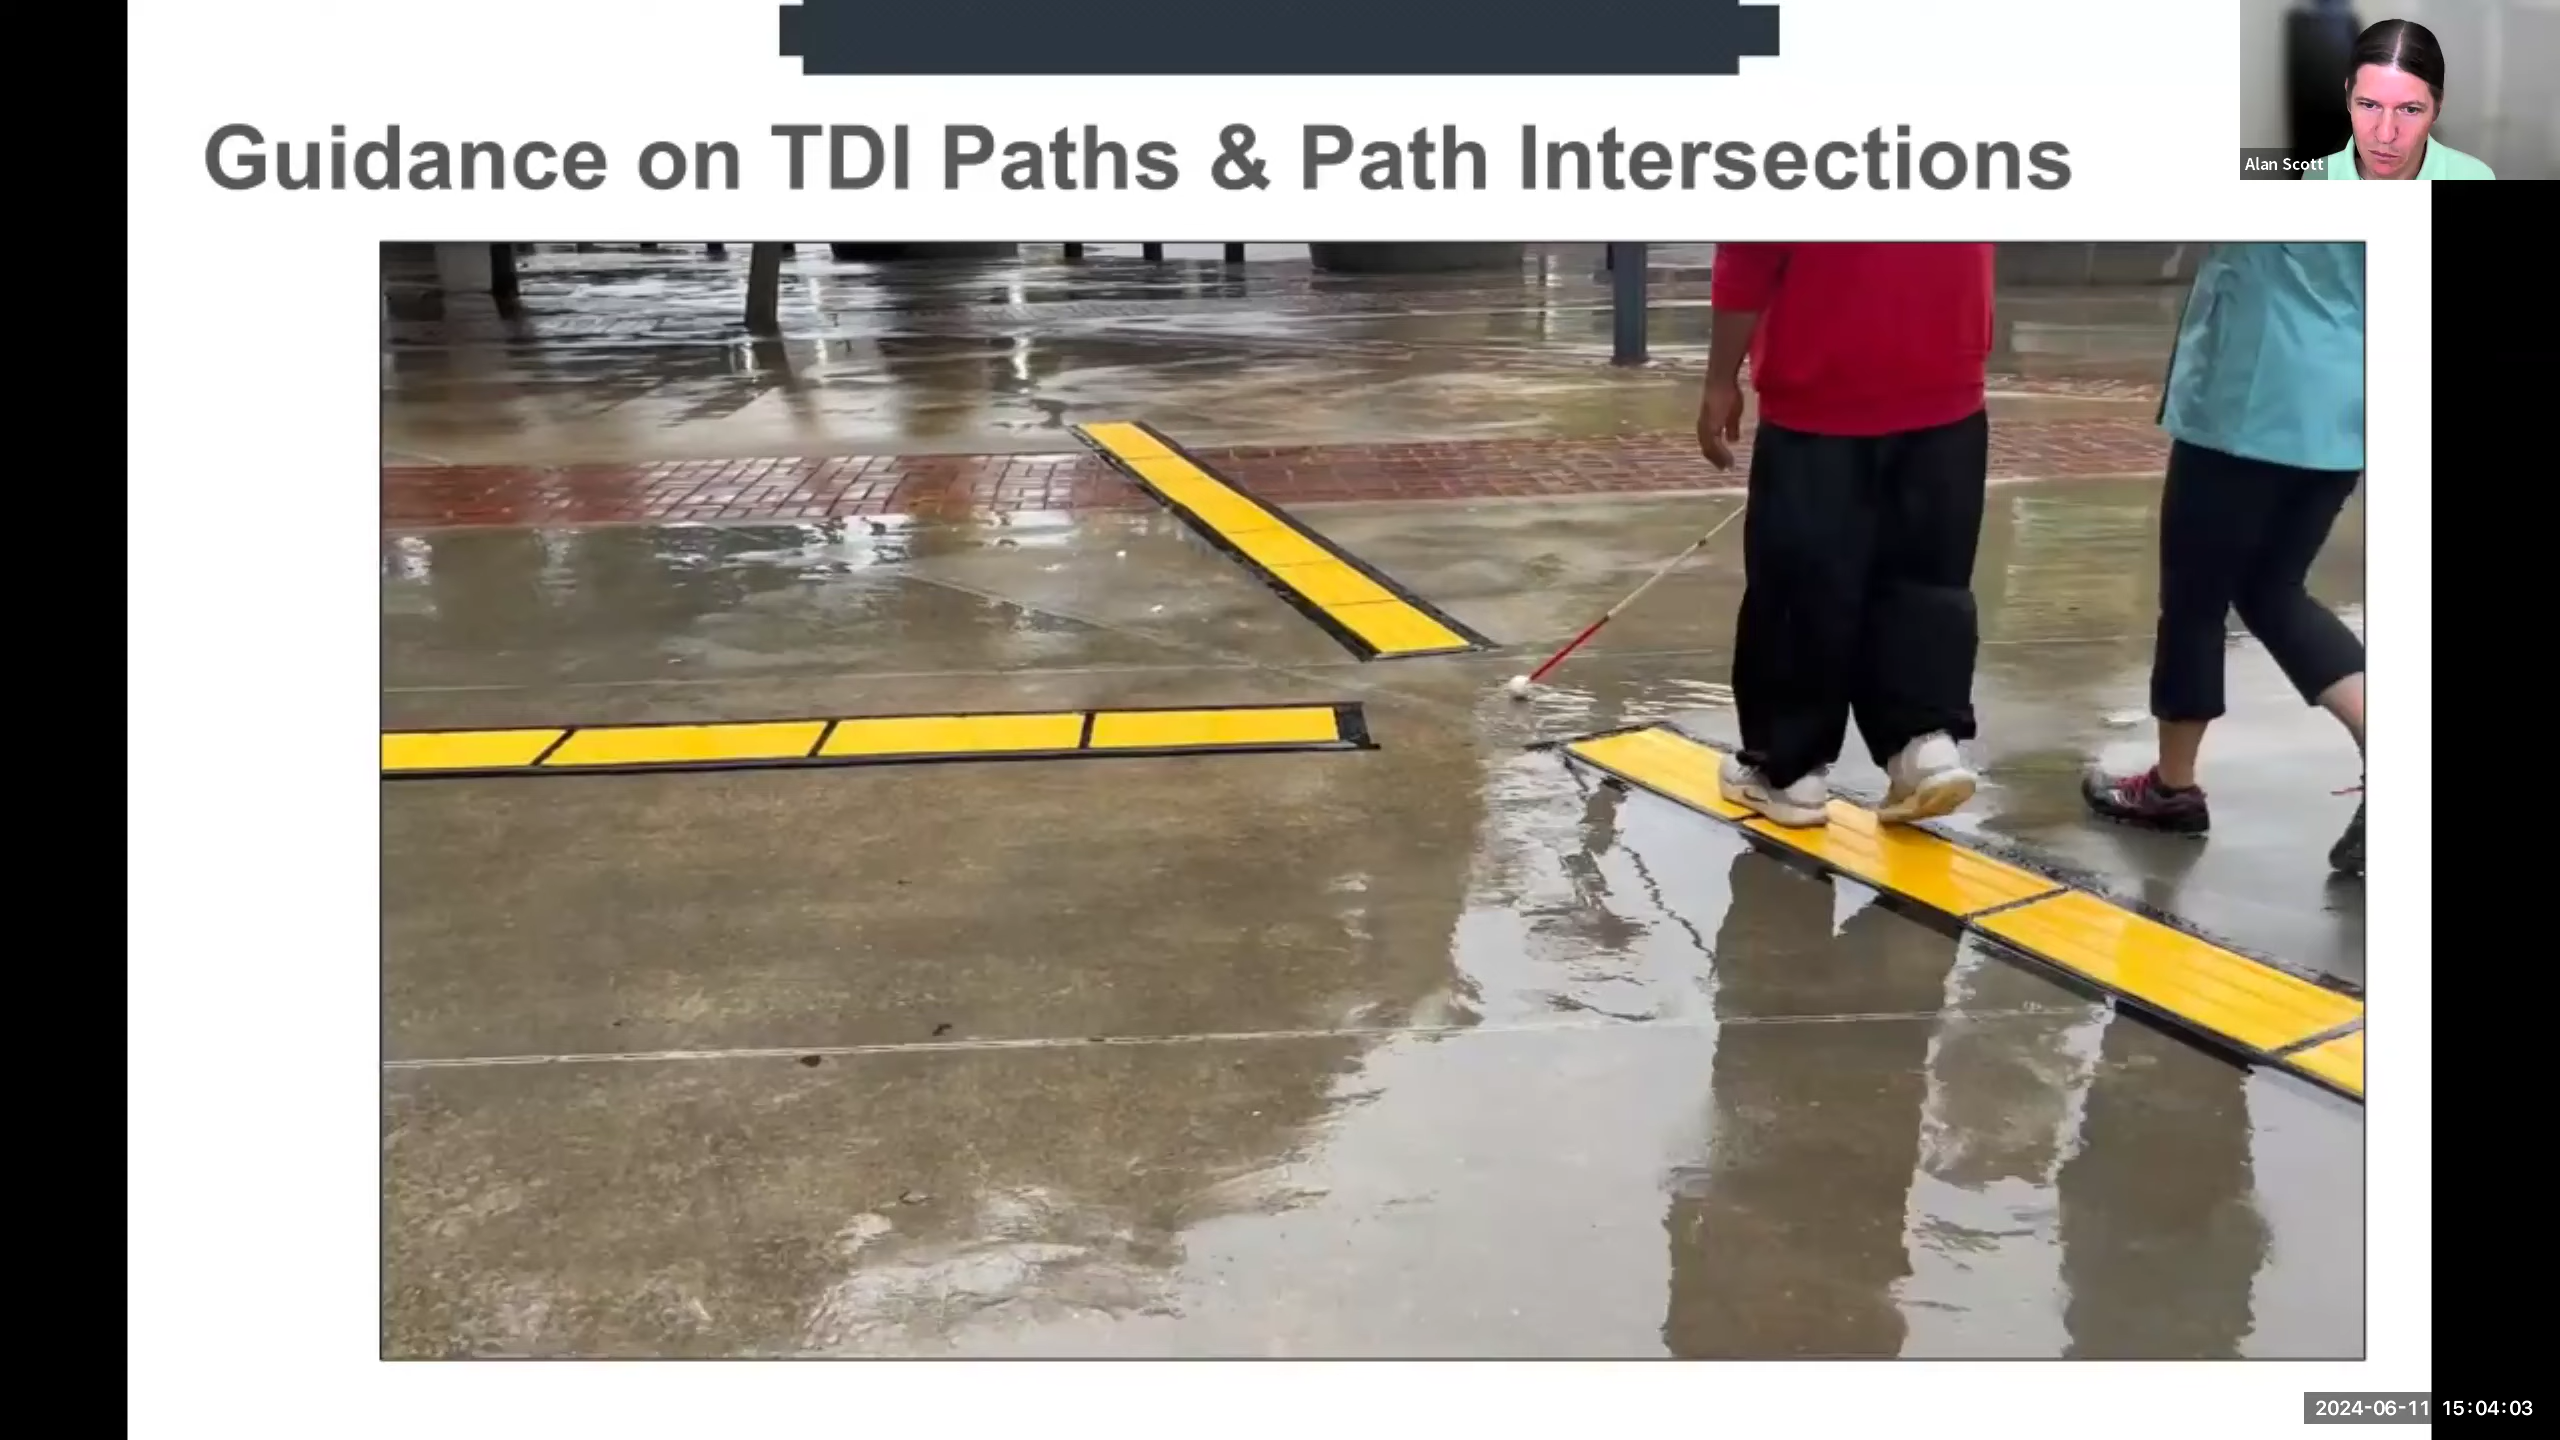 Guidance on TDI Paths & Path Intersections
Alan Scott
2024-06-11 15:04:03